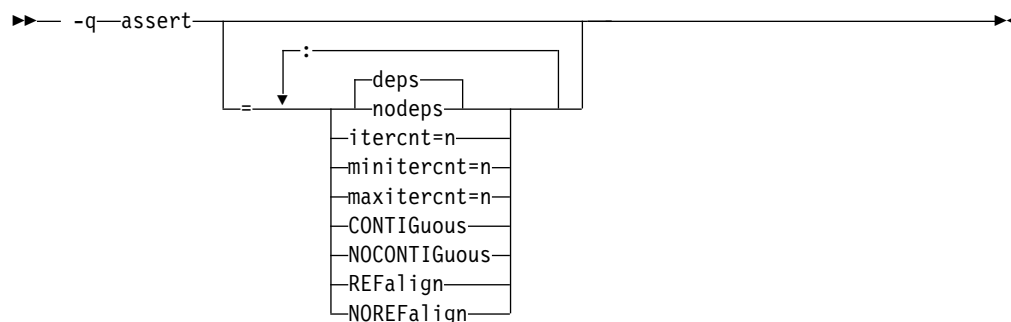 -q assert
:
deps
= nodeps
itercnt=n
minitercnt=n
maxitercnt=n
CONTIGuous
NOCONTIGuous
REFalign
NOREFalign